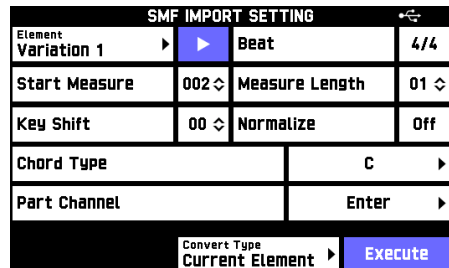 SMF IMPORT SETTING
Element
Variation 1
Beat
4/4
Start Measure
002
Measure Length
01
Key Shift
00
Normalize
Off
Chord Type
C
Part Channel
Enter
Convert Type
Current Element
Execute